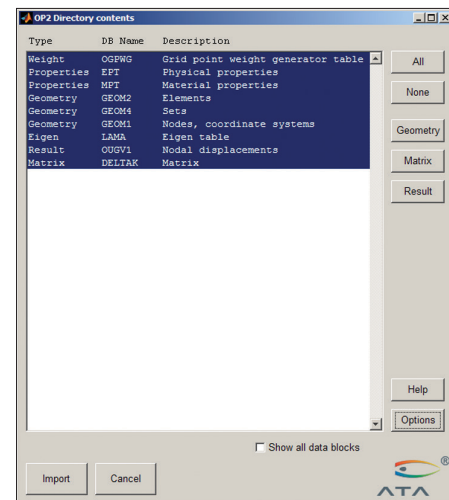 OP2 Directory contents
Type DB Name Description
Weight OGPWG Grid point weight generator table
Properties EPT Physical properties
Properties MPT Material properties
Geometry GEOM2 Elements
Geometry GEOM4 Sets
Geometry GEOM1 Nodes, coordinate systems
Eigen LAMA Eigen table
Result OUGV1 Nodal displacements
Matrix DELTAK Matrix
All
None
Geometry
Matrix
Result
Help
Options
Show all data blocks
Import Cancel
ATA ®